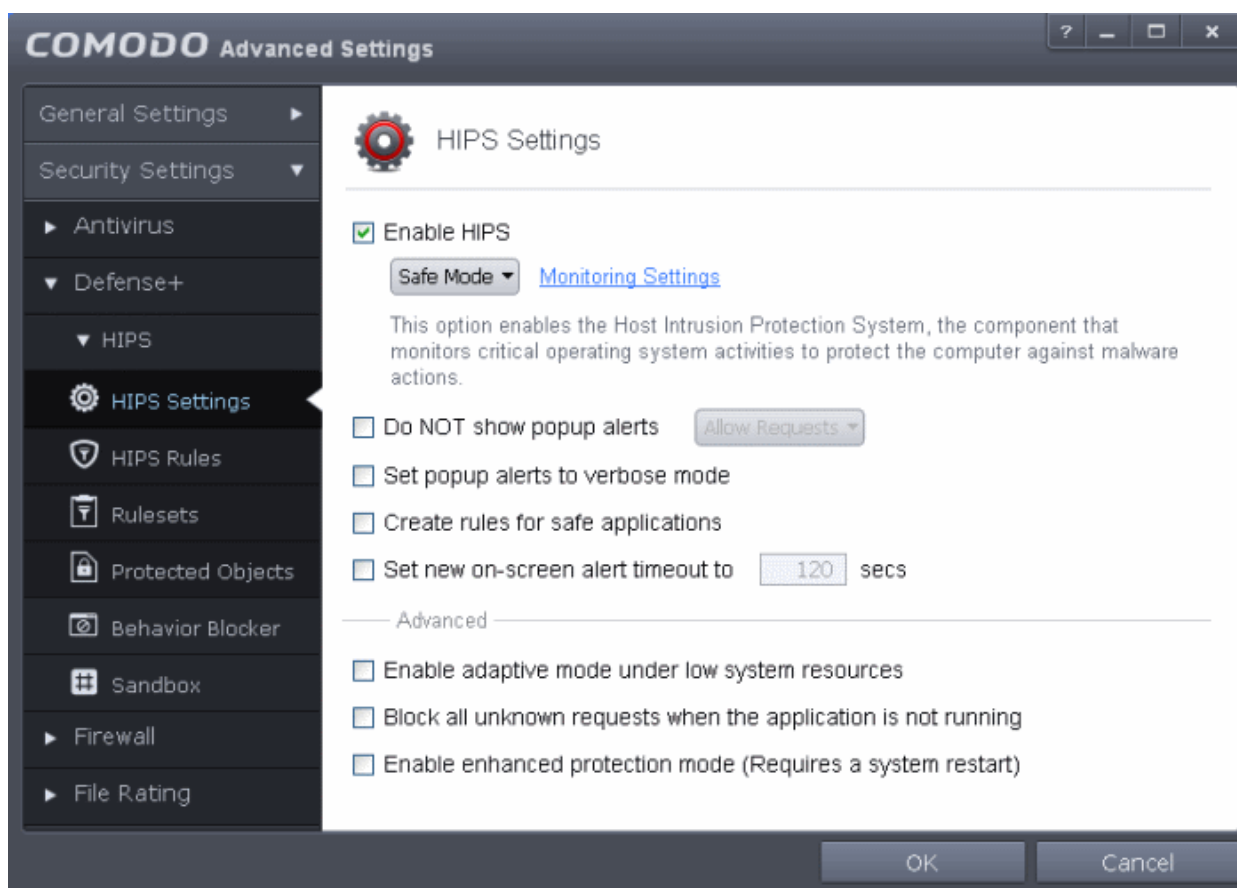 COMODO Advanced Settings
?
General Settings
Security Settings
Antivirus
Defense+
HIPS
HIPS Settings
HIPS Rules
Rulesets
Protected Objects
Behavior Blocker
Sandbox
Firewall
File Rating
HIPS Settings
Enable HIPS
Safe Mode Monitoring Settings
This option enables the Host Intrusion Protection System, the component that
monitors critical operating system activities to protect the computer against malware
actions.
Do NOT show popup alerts Allow Requests
Set popup alerts to verbose mode
Create rules for safe applications
Set new on-screen alert timeout to 120 secs
Advanced
Enable adaptive mode under low system resources
Block all unknown requests when the application is not running
Enable enhanced protection mode (Requires a system restart)
OK Cancel